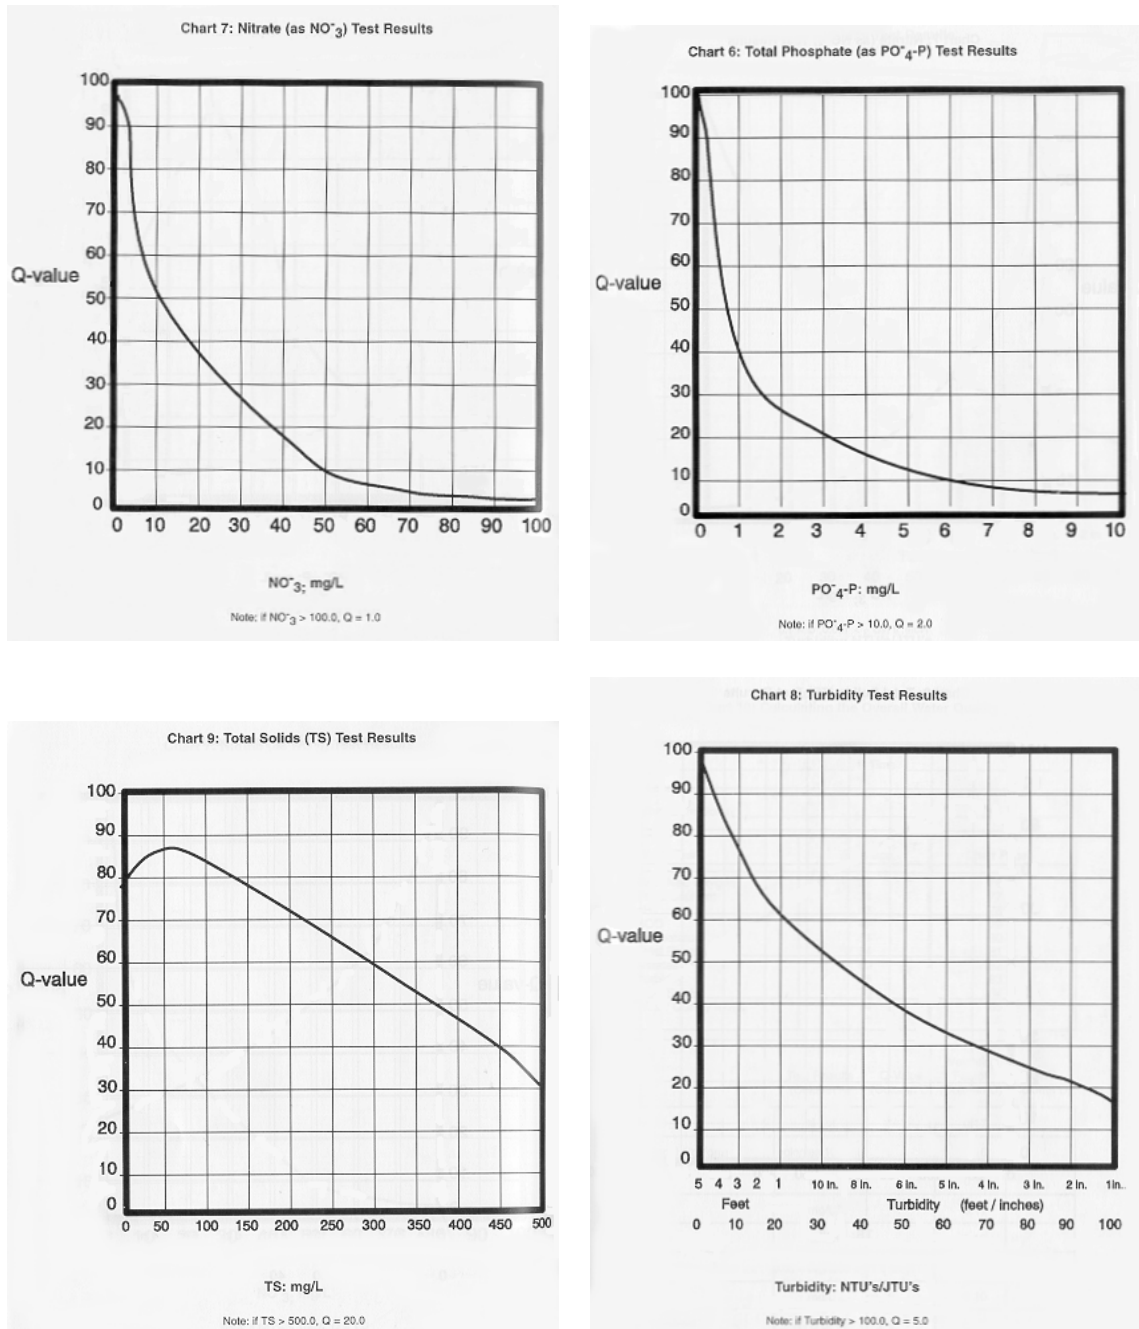 Chart 7: Nitrate (as NO⁻3) Test Results
100
90
80
70
60
Q-value
50
40
30
20
10
0
0 10 20 30 40 50 60 70 80 90 100
NO⁻3; mg/L
Note: if NO⁻3 > 100.0, Q = 1.0
Chart 6: Total Phosphate (as PO⁻4-P) Test Results
100
90
80
70
60
Q-value
50
40
30
20
10
0
0 1 2 3 4 5 6 7 8 9 10
PO⁻4-P: mg/L
Note: if PO⁻4-P > 10.0, Q = 2.0
Chart 9: Total Solids (TS) Test Results
100
90
80
70
60
Q-value
50
40
30
20
10
0
0 50 100 150 200 250 300 350 400 450 500
TS: mg/L
Note: if TS > 500.0, Q = 20.0
Chart 8: Turbidity Test Results
100
90
80
70
60
Q-value
50
40
30
20
10
0
5 4 3 2 1 10 In. 8 In. 6 In. 5 In. 4 In. 3 In. 2 In. 1 In.
Feet Turbidity (feet / inches)
0 10 20 30 40 50 60 70 80 90 100
Turbidity: NTU's/JTU's
Note: if Turbidity > 100.0, Q = 5.0